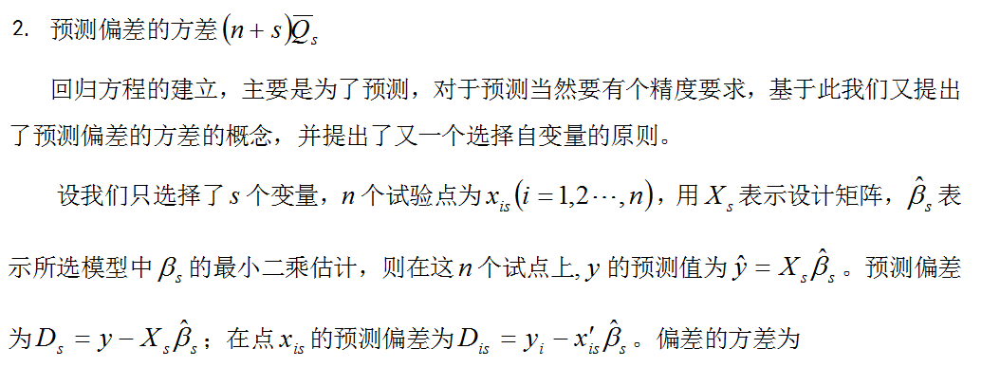 2. 预测偏差的方差 $(n+s)\overline{Q}_s$
回归方程的建立，主要是为了预测，对于预测当然要有个精度要求，基于此我们又提出
了预测偏差的方差的概念，并提出了又一个选择自变量的原则。
设我们只选择了 $s$ 个变量，$n$ 个试验点为 $x_{is}(i=1,2\cdots,n)$，用 $X_s$ 表示设计矩阵，$\hat{\beta}_s$ 表
示所选模型中 $\beta_s$ 的最小二乘估计，则在这 $n$ 个试点上, $y$ 的预测值为 $\hat{y}=X_s\hat{\beta}_s$。预测偏差
为 $D_s=y-X_s\hat{\beta}_s$；在点 $x_{is}$ 的预测偏差为 $D_{is}=y_i-x'_{is}\hat{\beta}_s$。偏差的方差为